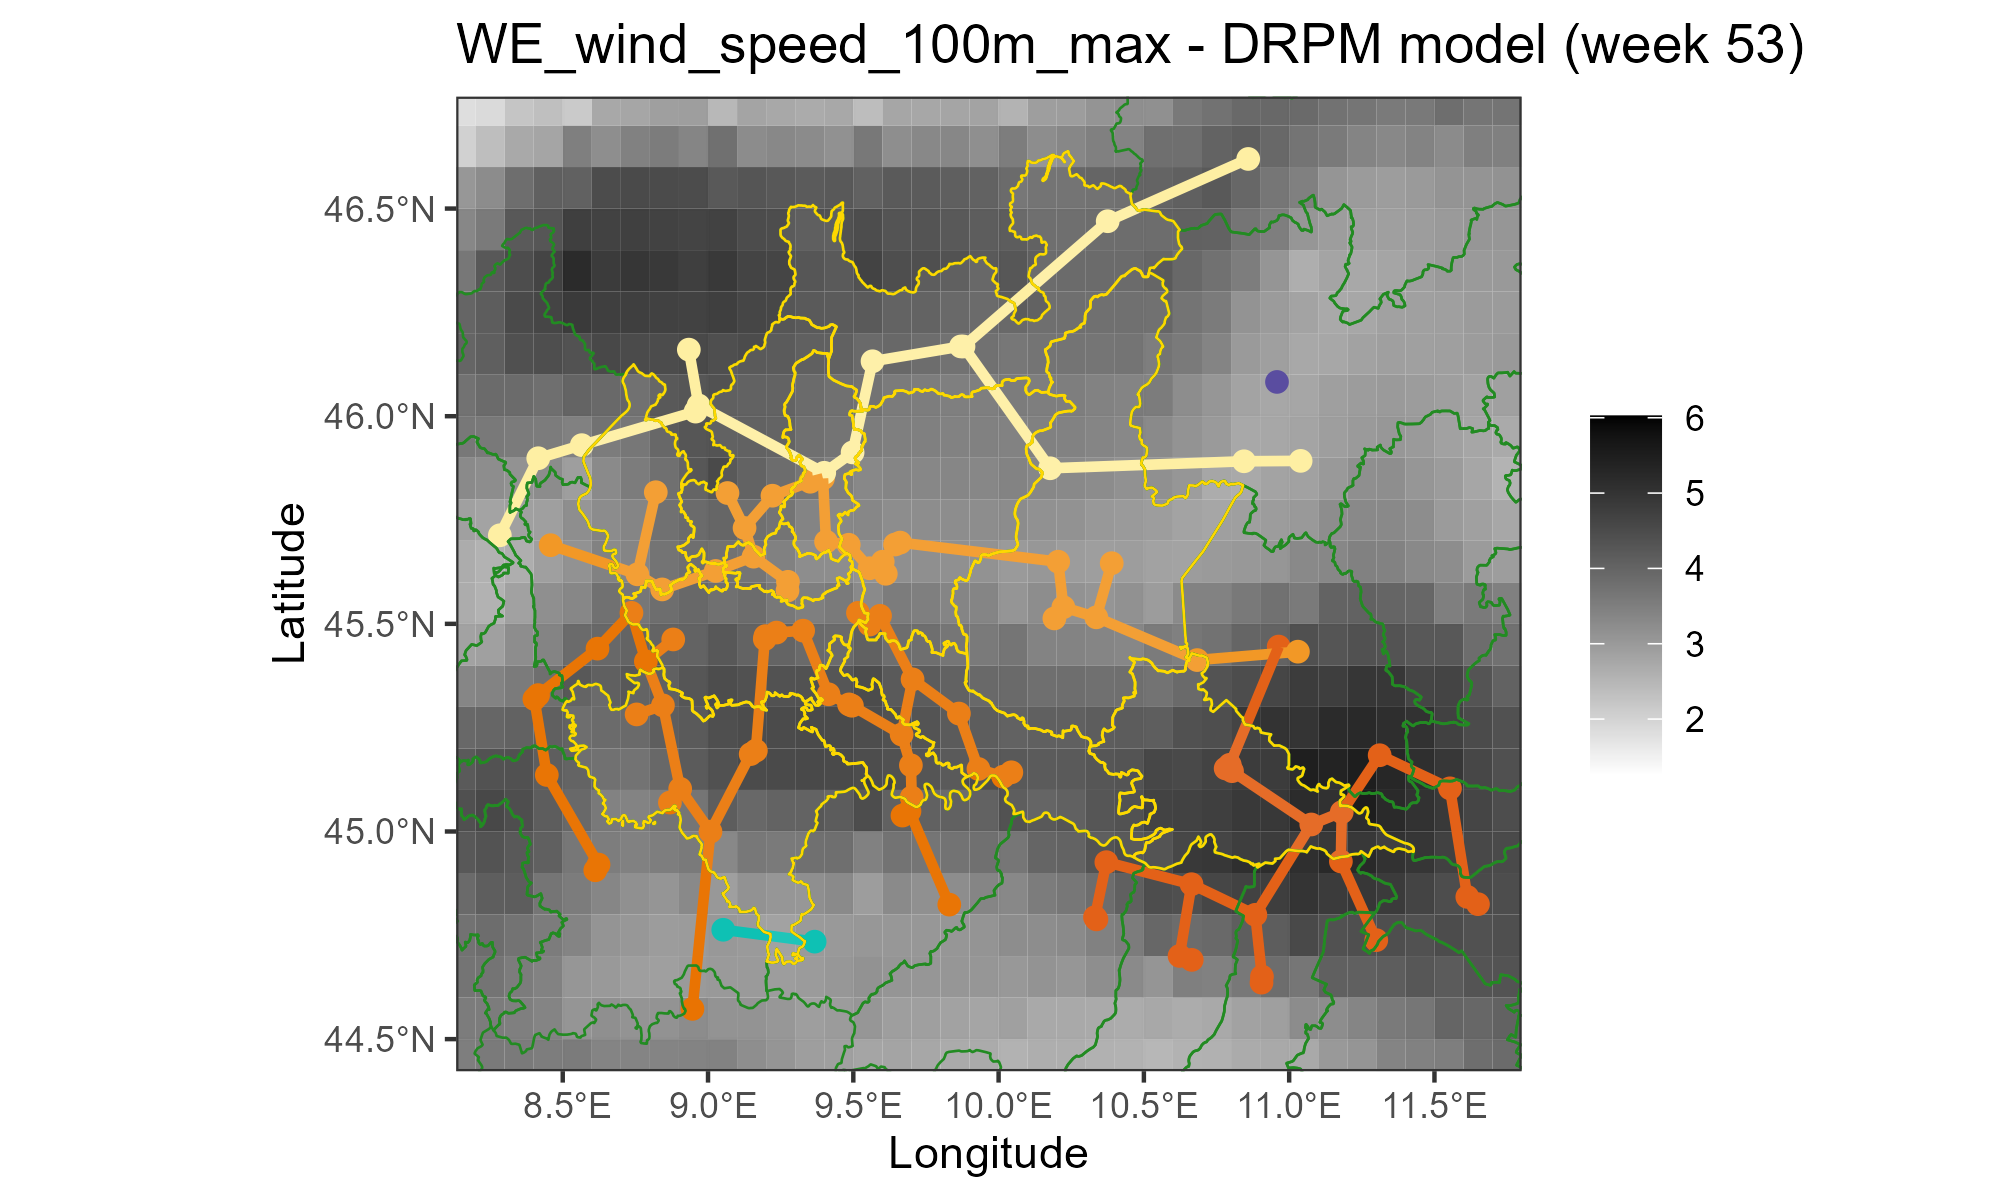 WE_wind_speed_100m_max - DRPM model (week 53)
46.5°N
46.0°N
45.5°N
45.0°N
44.5°N
Latitude
8.5°E
9.0°E
9.5°E
10.0°E
10.5°E
11.0°E
11.5°E
Longitude
6
5
4
3
2